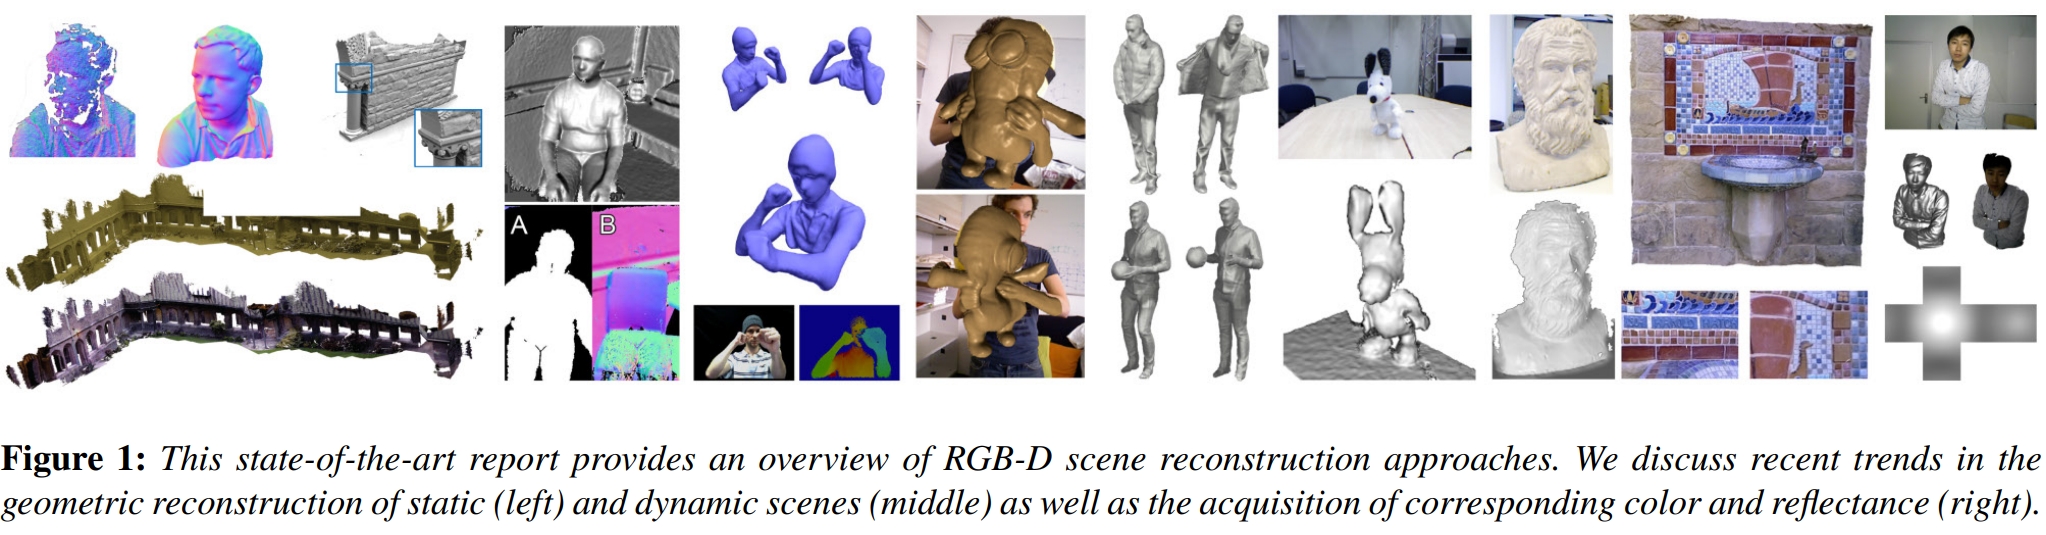 A
B
Figure 1: This state-of-the-art report provides an overview of RGB-D scene reconstruction approaches. We discuss recent trends in the
geometric reconstruction of static (left) and dynamic scenes (middle) as well as the acquisition of corresponding color and reflectance (right).